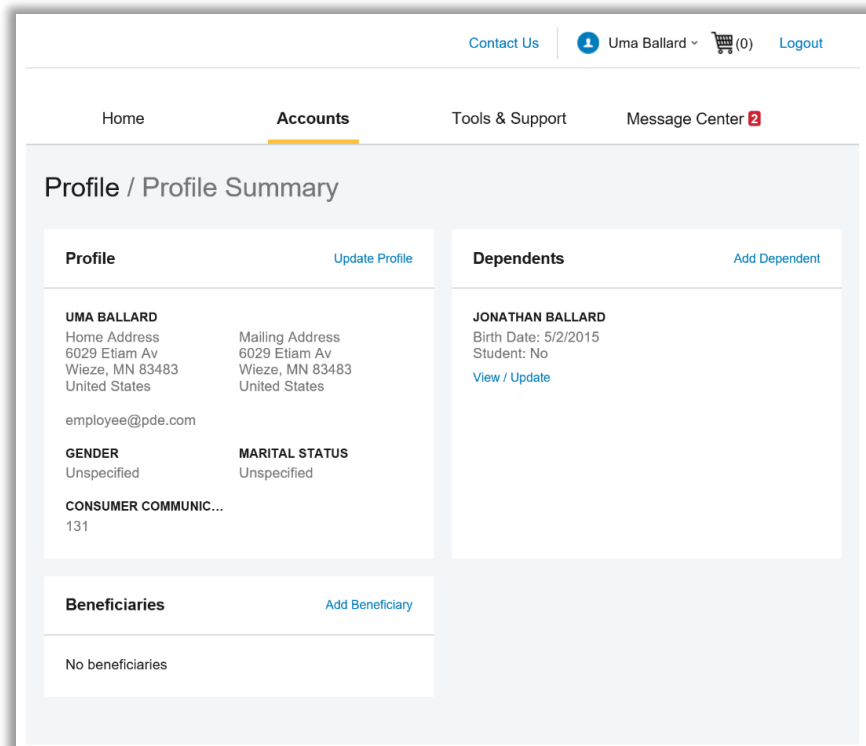 Contact Us
Uma Ballard
(0)
Logout
Home
Accounts
Tools & Support
Message Center 2
Profile / Profile Summary
Profile
Update Profile
UMA BALLARD
Home Address
6029 Etiam Av
Wieze, MN 83483
United States
Mailing Address
6029 Etiam Av
Wieze, MN 83483
United States
employee@pde.com
GENDER
Unspecified
MARITAL STATUS
Unspecified
CONSUMER COMMUNIC...
131
Dependents
Add Dependent
JONATHAN BALLARD
Birth Date: 5/2/2015
Student: No
View / Update
Beneficiaries
Add Beneficiary
No beneficiaries